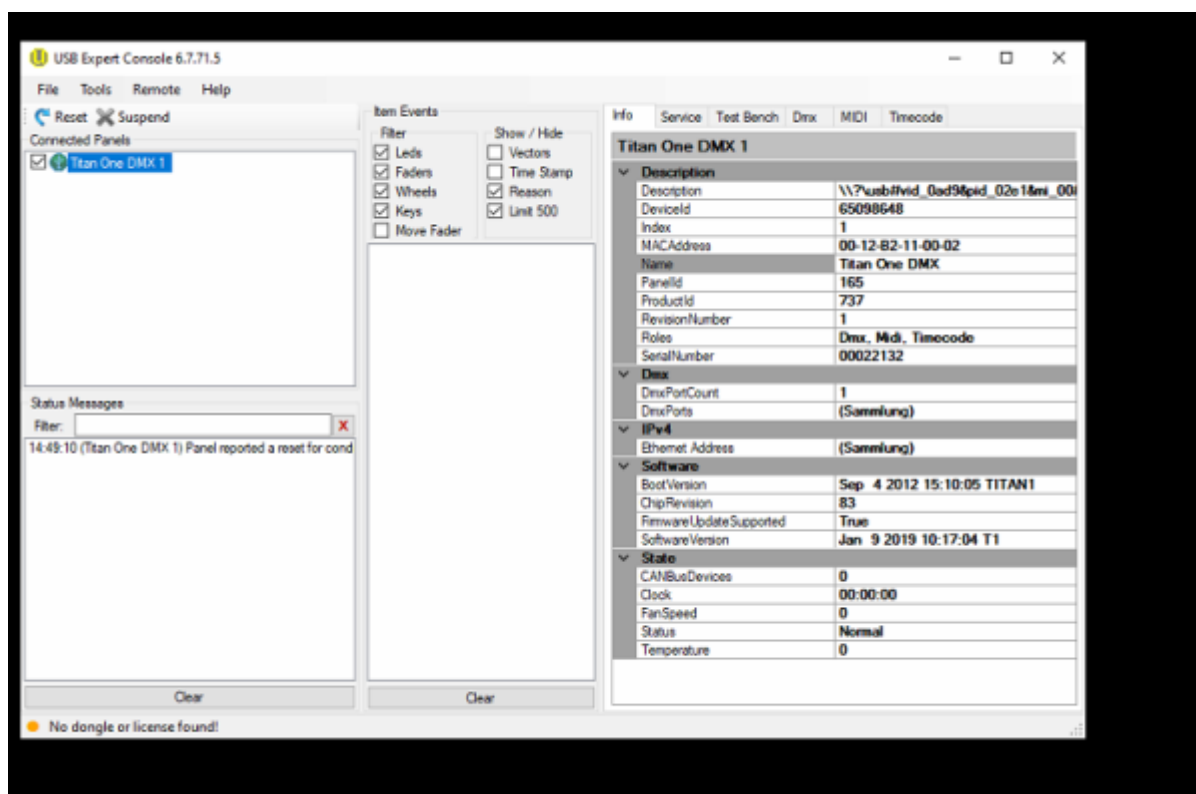 USB Expert Console 6.7.71.5
File Tools Remote Help
Reset Suspend
Connected Panels
Titan One DMX 1
Status Messages
Filter: X
14:49:10 (Titan One DMX 1) Panel reported a reset for cond
Clear
Item Events
Filter
Leds
Faders
Wheels
Keys
Move Fader
Show / Hide
Vectors
Time Stamp
Reason
Limit 500
Clear
Info Service Test Bench Dmx MIDI Timecode
Titan One DMX 1
Description
Description \\?\usb#vid_0ad9&pid_02e1&mi_00
DeviceId 65098648
Index 1
MACAddress 00-12-B2-11-00-02
Name Titan One DMX
PanelId 165
ProductId 737
RevisionNumber 1
Roles Dmx, Midi, Timecode
SerialNumber 00022132
Dmx
DmxPortCount 1
DmxPorts (Sammlung)
IPv4
Ethernet Address (Sammlung)
Software
BootVersion Sep 4 2012 15:10:05 TITAN1
ChipRevision 83
FirmwareUpdateSupported True
SoftwareVersion Jan 9 2019 10:17:04 T1
State
CANBusDevices 0
Clock 00:00:00
FanSpeed 0
Status Normal
Temperature 0
No dongle or license found!